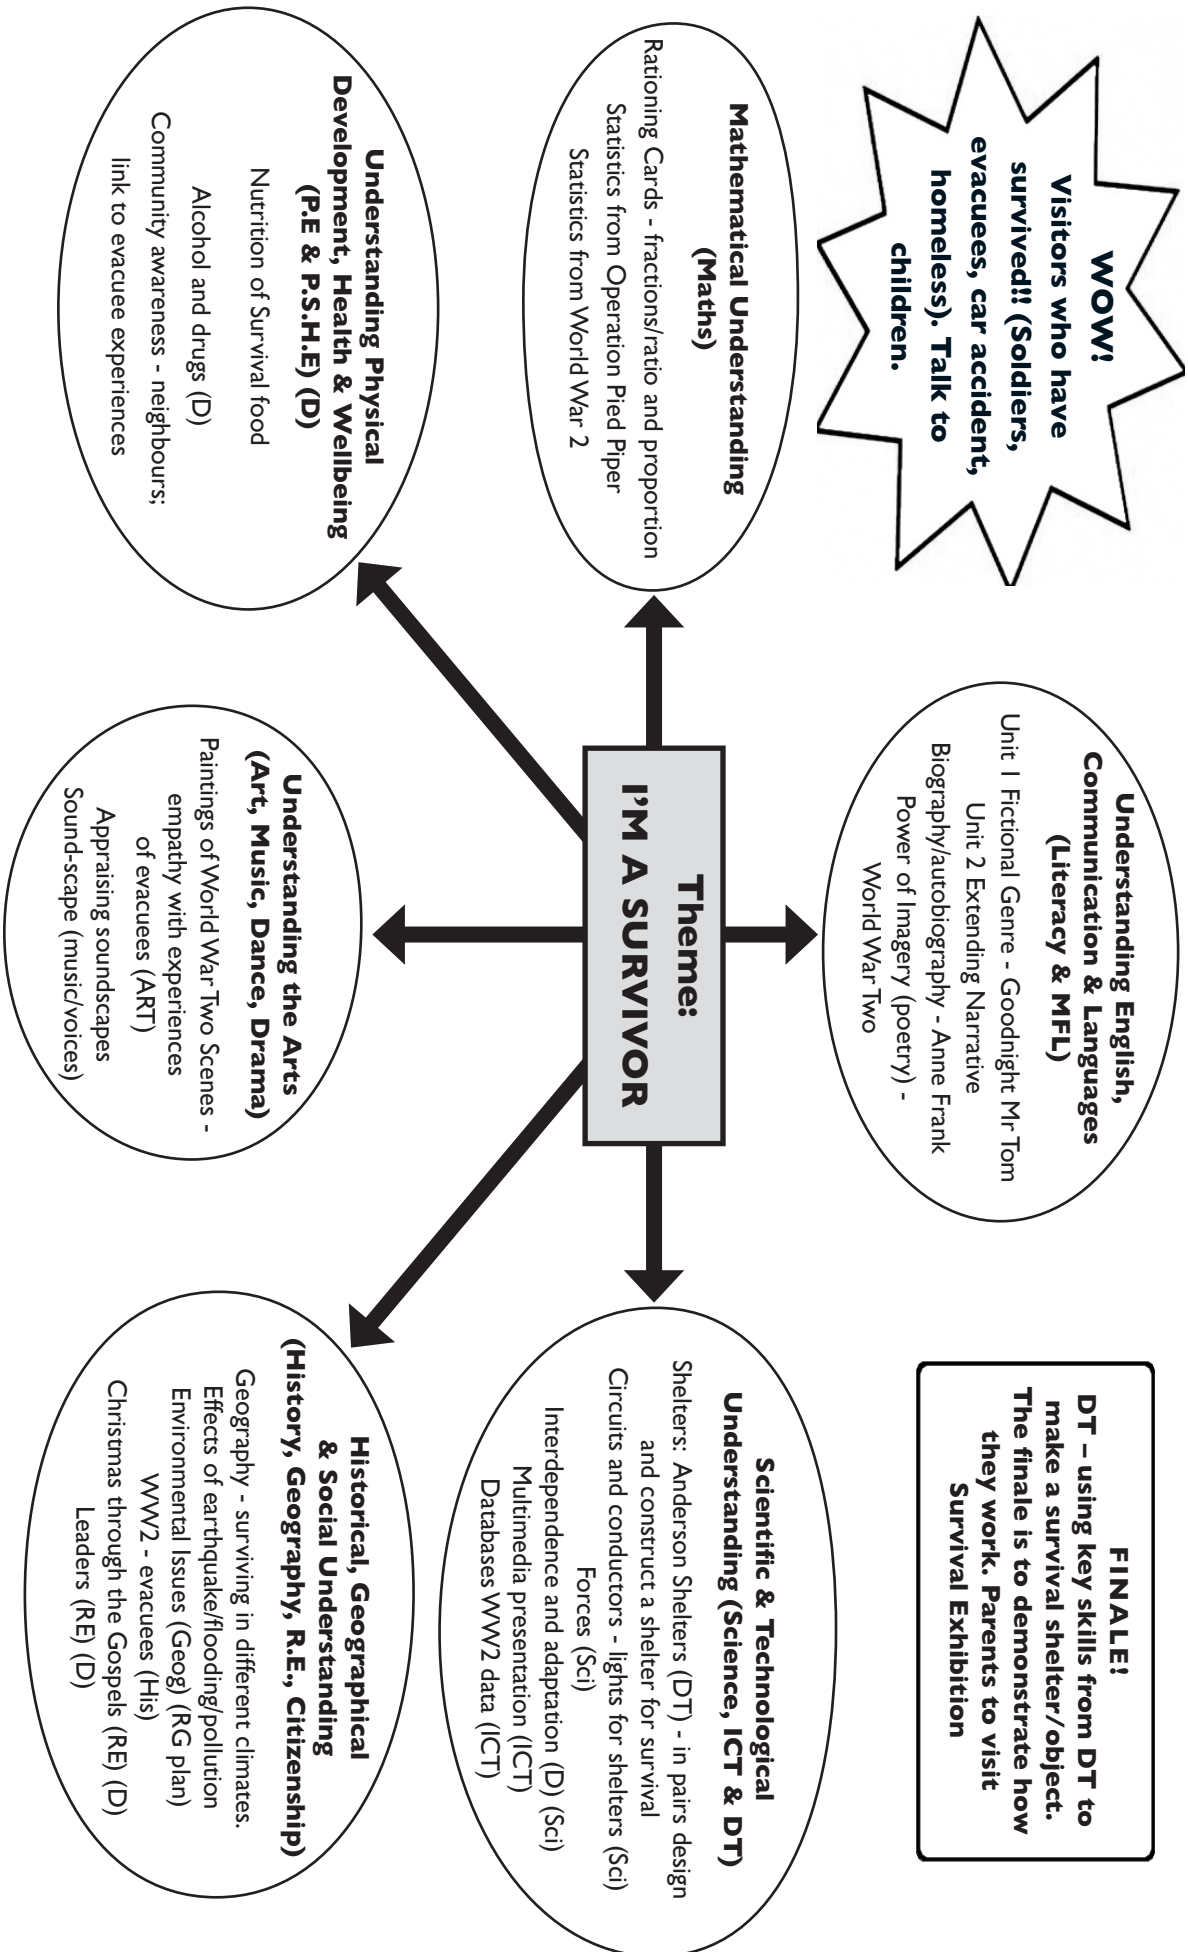 WOW!
Visitors who have
survived!! (Soldiers,
evacuees, car accident,
homeless). Talk to
children.
Understanding English,
Communication & Languages
(Literacy & MFL)
Unit 1 Fictional Genre - Goodnight Mr Tom
Unit 2 Extending Narrative
Biography/autobiography - Anne Frank
Power of Imagery (poetry) -
World War Two
FINALE!
DT – using key skills from DT to
make a survival shelter/object.
The finale is to demonstrate how
they work. Parents to visit
Survival Exhibition
Mathematical Understanding
(Maths)
Rationing Cards - fractions/ratio and proportion
Statistics from Operation Pied Piper
Statistics from World War 2
Theme:
I'M A SURVIVOR
Scientific & Technological
Understanding (Science, ICT & DT)
Shelters: Anderson Shelters (DT) - in pairs design
and construct a shelter for survival
Circuits and conductors - lights for shelters (Sci)
Forces (Sci)
Interdependence and adaptation (D) (Sci)
Multimedia presentation (ICT)
Databases WW2 data (ICT)
Understanding Physical
Development, Health & Wellbeing
(P.E & P.S.H.E) (D)
Nutrition of Survival food
Alcohol and drugs (D)
Community awareness - neighbours;
link to evacuee experiences
Understanding the Arts
(Art, Music, Dance, Drama)
Paintings of World War Two Scenes -
empathy with experiences
of evacuees (ART)
Appraising soundscapes
Sound-scape (music/voices)
Historical, Geographical
& Social Understanding
(History, Geography, R.E., Citizenship)
Geography - surviving in different climates.
Effects of earthquake/flooding/pollution
Environmental Issues (Geog) (RG plan)
WW2 - evacuees (His)
Christmas through the Gospels (RE) (D)
Leaders (RE) (D)